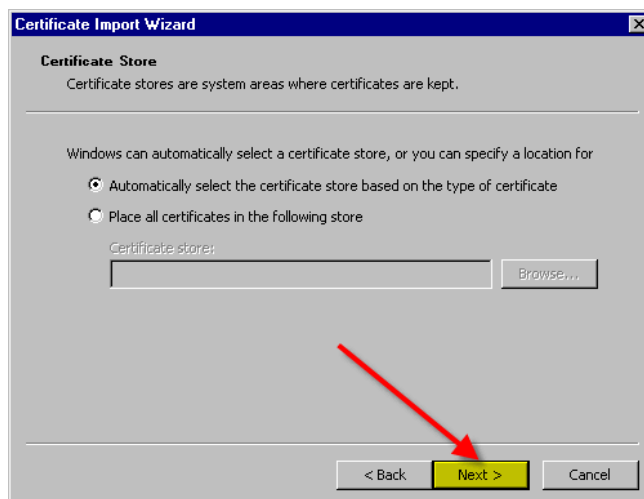 Certificate Import Wizard
Certificate Store
Certificate stores are system areas where certificates are kept.
Windows can automatically select a certificate store, or you can specify a location for
Automatically select the certificate store based on the type of certificate
Place all certificates in the following store
Certificate store:
Browse...
< Back
Next >
Cancel